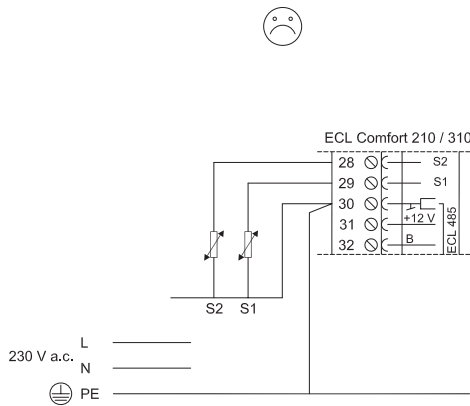 ECL Comfort 210 / 310
28 S2
29 S1
30
+12 V
31
32 B
ECL 485
S2 S1
L
230 V a.c.
N
PE